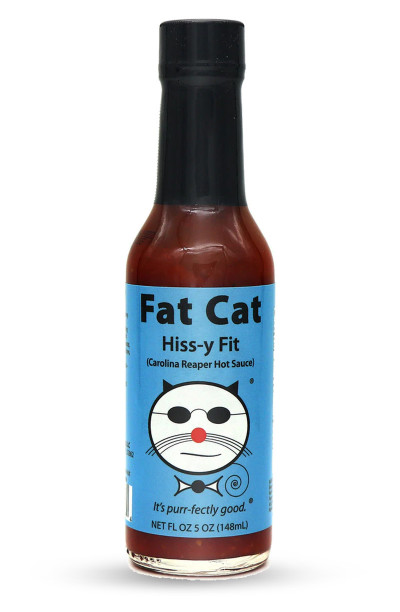 Fat Cat
Hiss-y Fit
(Carolina Reaper Hot Sauce)
®
It's purr-fectly good.®
NET FL OZ 5 OZ (148mL)